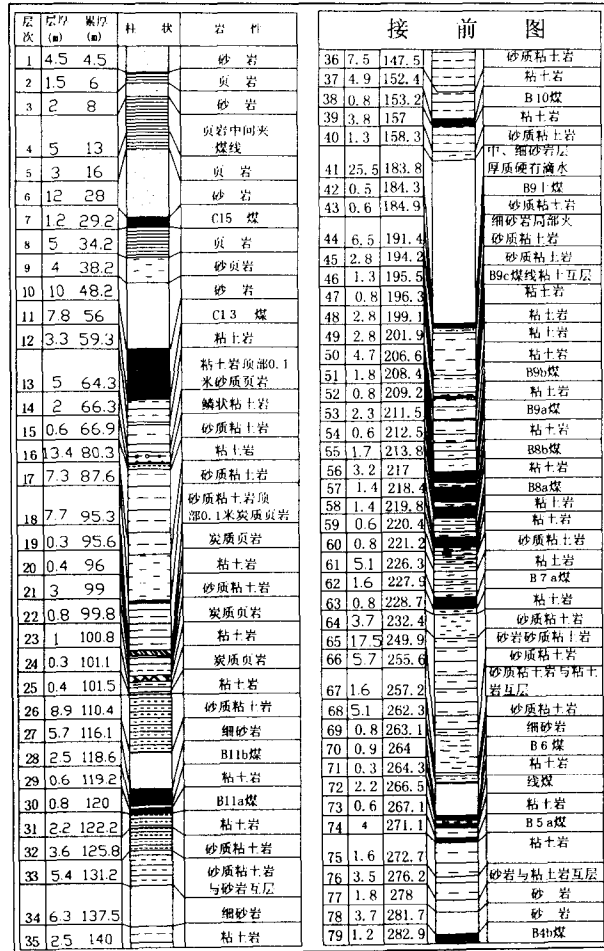 层次 层厚(m) 累厚(m) 柱 状 岩 性
1 4.5 4.5 砂 岩
2 1.5 6 页 岩
3 2 8 砂 岩
4 5 13 页岩中间夹煤线
5 3 16 页 岩
6 12 28 砂 岩
7 1.2 29.2 C15 煤
8 5 34.2 页 岩
9 4 38.2 砂页岩
10 10 48.2 砂 岩
11 7.8 56 C13 煤
12 3.3 59.3 粘土岩
13 5 64.3 粘土岩顶部0.1米砂质页岩
14 2 66.3 鳞状粘土岩
15 0.6 66.9 砂质粘土岩
16 13.4 80.3 粘土岩
17 7.3 87.6 砂质粘土岩
18 7.7 95.3 砂质粘土岩顶部0.1米炭质页岩
19 0.3 95.6 炭质页岩
20 0.4 96 粘土岩
21 3 99 砂质粘土岩
22 0.8 99.8 炭质页岩
23 1 100.8 粘土岩
24 0.3 101.1 炭质页岩
25 0.4 101.5 粘土岩
26 8.9 110.4 砂质粘土岩
27 5.7 116.1 细砂岩
28 2.5 118.6 B11b煤
29 0.6 119.2 粘土岩
30 0.8 120 B11a煤
31 2.2 122.2 粘土岩
32 3.6 125.8 砂质粘土岩
33 5.4 131.2 砂质粘土岩与砂岩互层
34 6.3 137.5 细砂岩
35 2.5 140 粘土岩
接 前 图
36 7.5 147.5 砂质粘土岩
37 4.9 152.4 粘土岩
38 0.8 153.2 B10煤
39 3.8 157 粘土岩
40 1.3 158.3 砂质粘土岩
41 25.5 183.8 中、细砂岩层厚质硬有滴水
42 0.5 184.3 B9上煤
43 0.6 184.9 砂质粘土岩
44 6.5 191.4 细砂岩局部夹砂质粘土岩
45 2.8 194.2 砂质粘土岩
46 1.3 195.5 B9c煤线粘土互层
47 0.8 196.3 粘土岩
48 2.8 199.1 粘土岩
49 2.8 201.9 粘土岩
50 4.7 206.6 粘土岩
51 1.8 208.4 B9b煤
52 0.8 209.2 粘土岩
53 2.3 211.5 B9a煤
54 0.6 212.5 粘土岩
55 1.7 213.8 B8b煤
56 3.2 217 粘土岩
57 1.4 218.4 B8a煤
58 1.4 219.8 粘土岩
59 0.6 220.4 粘土岩
60 0.8 221.2 砂质粘土岩
61 5.1 226.3 粘土岩
62 1.6 227.9 B7a煤
63 0.8 228.7 粘土岩
64 3.7 232.4 砂质粘土岩
65 17.5 249.9 砂岩砂质粘土岩
66 5.7 255.6 砂质粘土岩
67 1.6 257.2 砂质粘土岩与粘土岩互层
68 5.1 262.3 砂质粘土岩
69 0.8 263.1 细砂岩
70 0.9 264 B6煤
71 0.3 264.3 粘土岩
72 2.2 266.5 线煤
73 0.6 267.1 粘土岩
74 4 271.1 B5a煤
75 1.6 272.7 粘土岩
76 3.5 276.2 砂岩与粘土岩互层
77 1.8 278 砂 岩
78 3.7 281.7 砂 岩
79 1.2 282.9 B4b煤